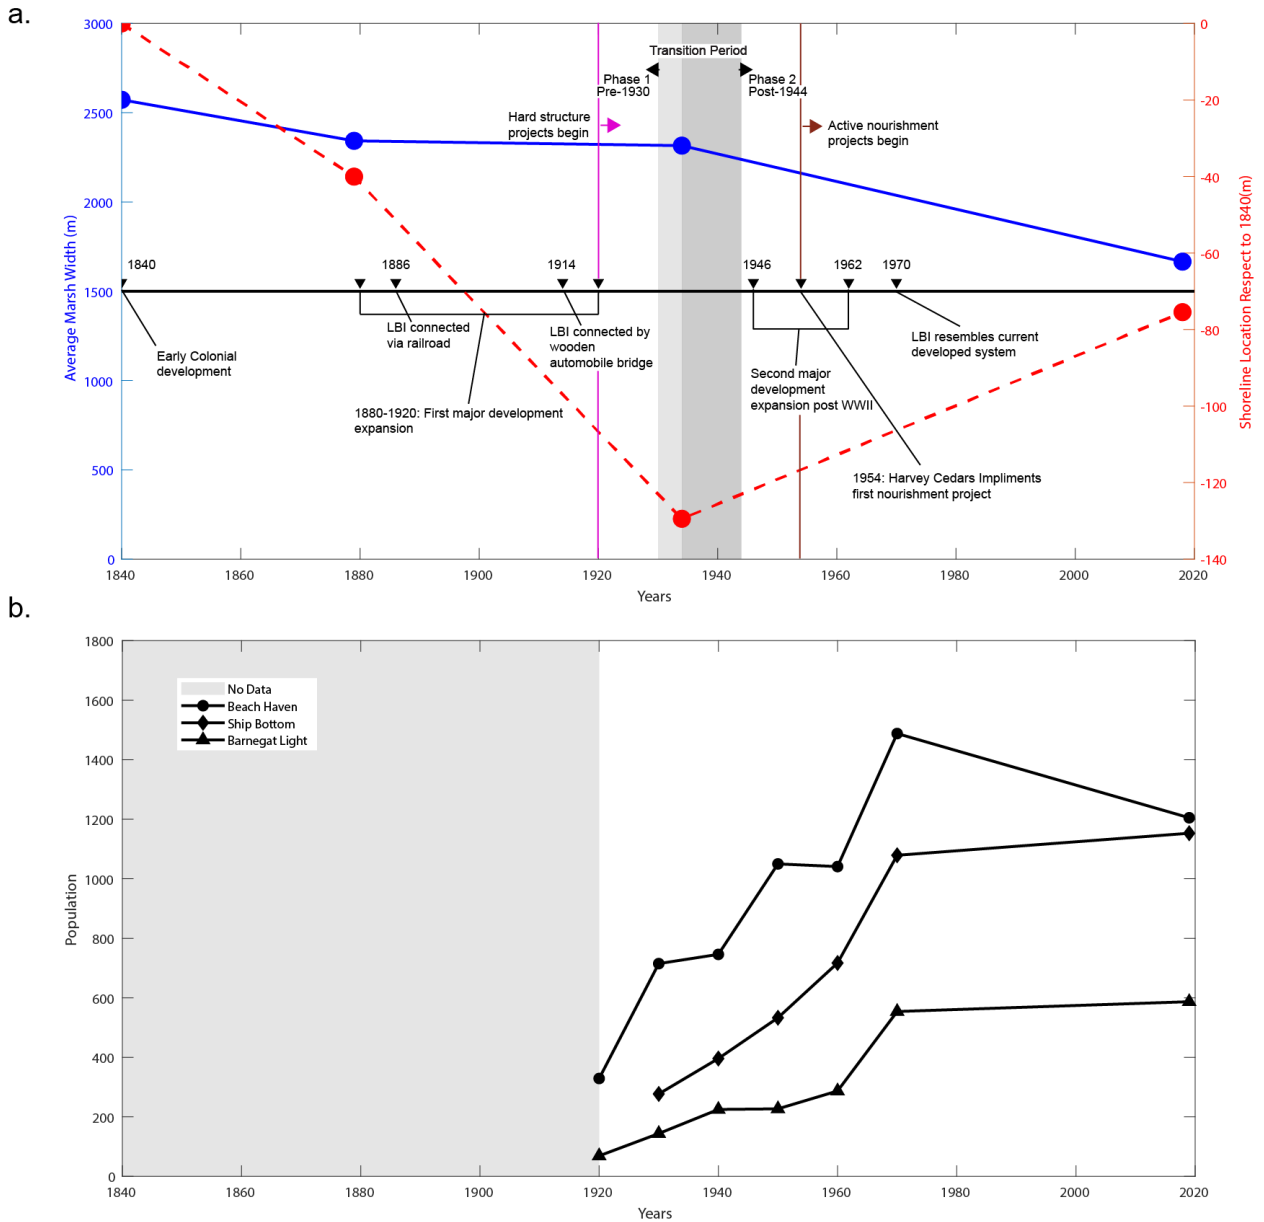 a.
3000
2500
2000
1500
1000
500
0
Average Marsh Width (m)
0
-20
-40
-60
-80
-100
-120
-140
Shoreline Location Respect to 1840(m)
Transition Period
Phase 1
Pre-1930
Phase 2
Post-1944
Hard structure
projects begin
Active nourishment
projects begin
1840
1886
1914
1946
1962
1970
Early Colonial
development
LBI connected
via railroad
LBI connected by
wooden
automobile bridge
1880-1920: First major development
expansion
Second major
development
expansion post WWII
LBI resembles current
developed system
1954: Harvey Cedars Impliments
first nourishment project
1840
1860
1880
1900
1920
1940
1960
1980
2000
2020
Years
b.
1800
1600
1400
1200
1000
800
600
400
200
0
Population
No Data
Beach Haven
Ship Bottom
Barnegat Light
1840
1860
1880
1900
1920
1940
1960
1980
2000
2020
Years